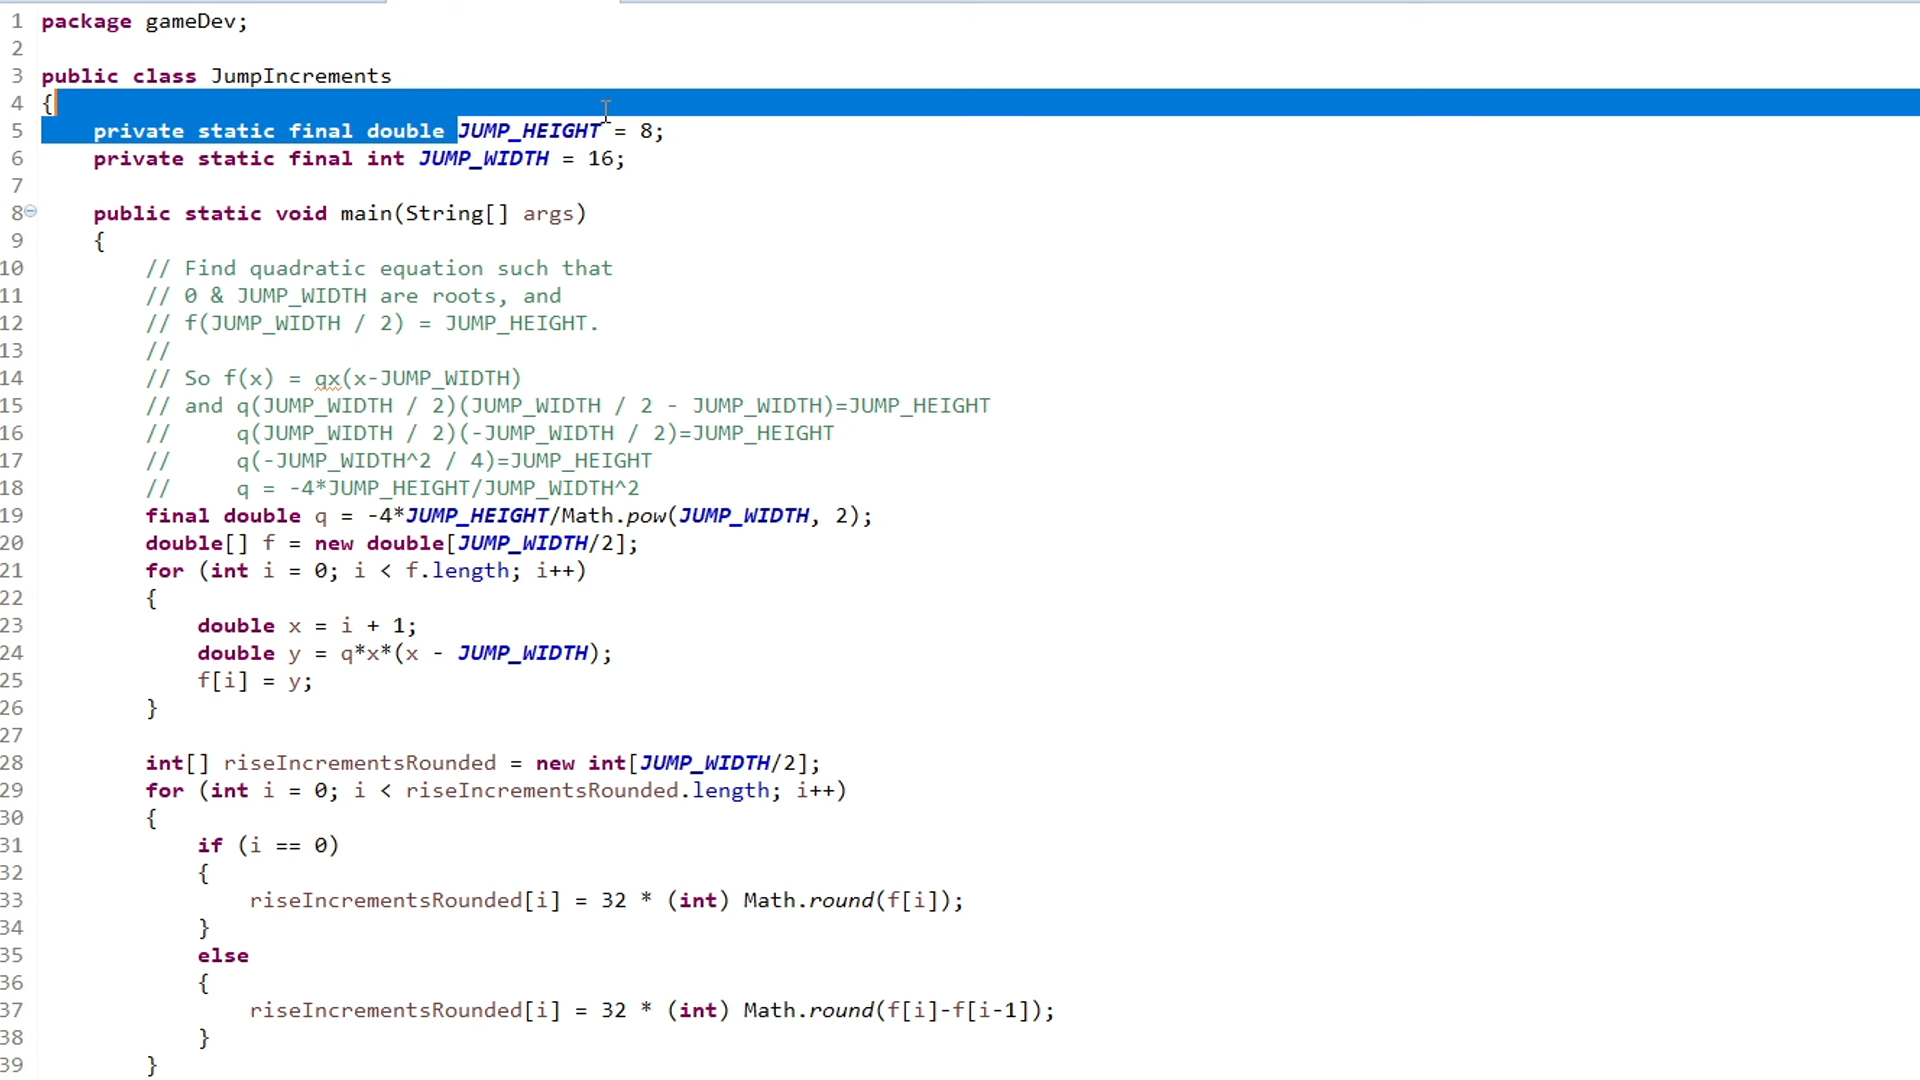 1 package gameDev;
2
3 public class JumpIncrements
4 {
5 private static final double JUMP_HEIGHT = 8;
6 private static final int JUMP_WIDTH = 16;
7
8 public static void main(String[] args)
9 {
10 // Find quadratic equation such that
11 // 0 & JUMP_WIDTH are roots, and
12 // f(JUMP_WIDTH / 2) = JUMP_HEIGHT.
13 //
14 // So f(x) = qx(x-JUMP_WIDTH)
15 // and q(JUMP_WIDTH / 2)(JUMP_WIDTH / 2 - JUMP_WIDTH)=JUMP_HEIGHT
16 // q(JUMP_WIDTH / 2)(-JUMP_WIDTH / 2)=JUMP_HEIGHT
17 // q(-JUMP_WIDTH^2 / 4)=JUMP_HEIGHT
18 // q = -4*JUMP_HEIGHT/JUMP_WIDTH^2
19 final double q = -4*JUMP_HEIGHT/Math.pow(JUMP_WIDTH, 2);
20 double[] f = new double[JUMP_WIDTH/2];
21 for (int i = 0; i < f.length; i++)
22 {
23 double x = i + 1;
24 double y = q*x*(x - JUMP_WIDTH);
25 f[i] = y;
26 }
27
28 int[] riseIncrementsRounded = new int[JUMP_WIDTH/2];
29 for (int i = 0; i < riseIncrementsRounded.length; i++)
30 {
31 if (i == 0)
32 {
33 riseIncrementsRounded[i] = 32 * (int) Math.round(f[i]);
34 }
35 else
36 {
37 riseIncrementsRounded[i] = 32 * (int) Math.round(f[i]-f[i-1]);
38 }
39 }